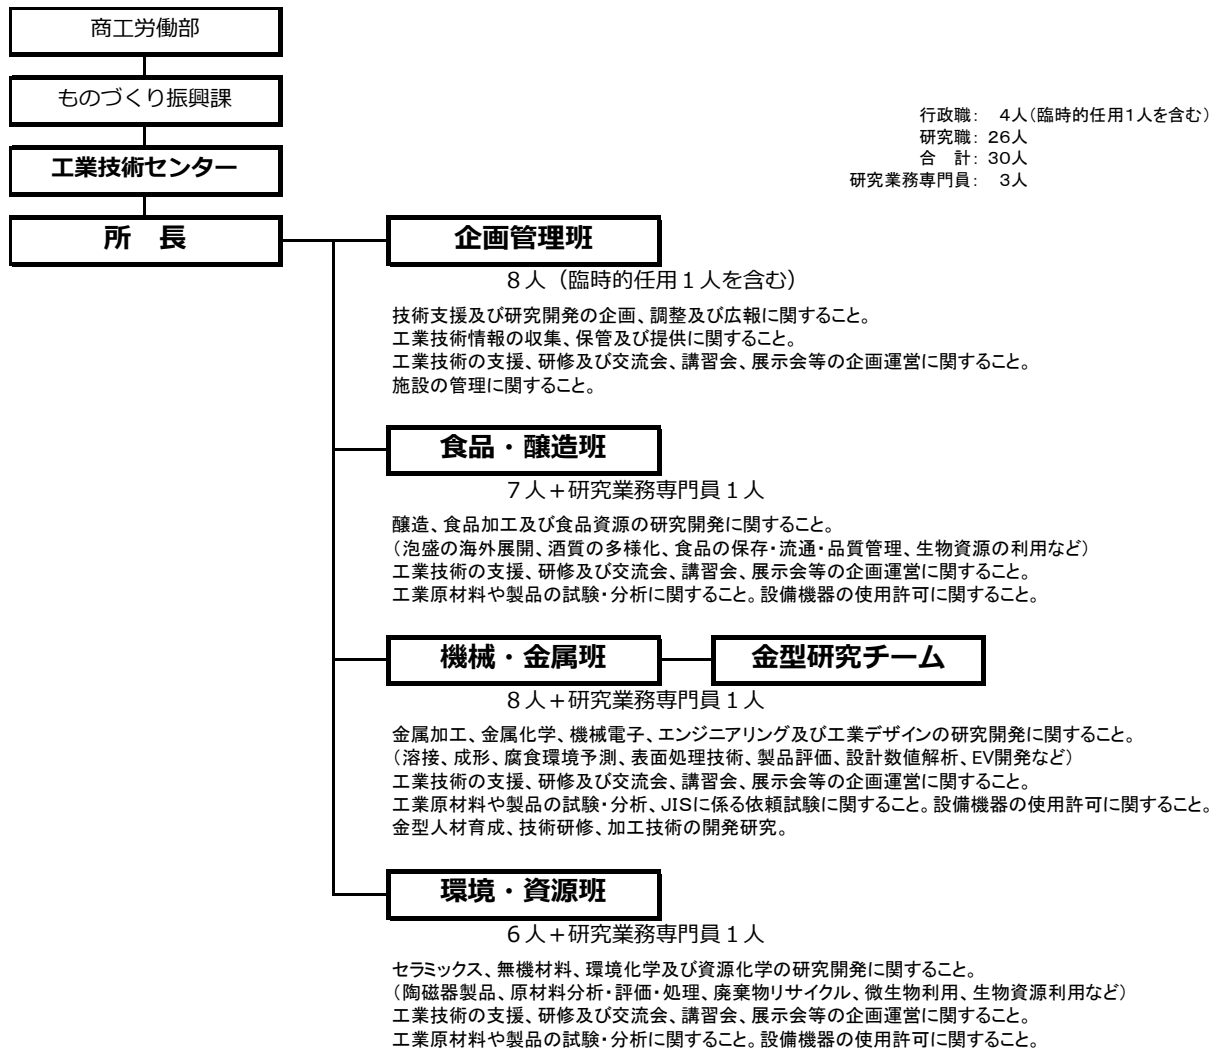 商工労働部
ものづくり振興課
工業技術センター
所　長
行政職：　4人（臨時的任用1人を含む）
研究職： 26人
合　計： 30人
研究業務専門員：　3人
企画管理班
８人（臨時的任用１人を含む）
技術支援及び研究開発の企画、調整及び広報に関すること。
工業技術情報の収集、保管及び提供に関すること。
工業技術の支援、研修及び交流会、講習会、展示会等の企画運営に関すること。
施設の管理に関すること。
食品・醸造班
７人＋研究業務専門員１人
醸造、食品加工及び食品資源の研究開発に関すること。
（泡盛の海外展開、酒質の多様化、食品の保存・流通・品質管理、生物資源の利用など）
工業技術の支援、研修及び交流会、講習会、展示会等の企画運営に関すること。
工業原材料や製品の試験・分析に関すること。設備機器の使用許可に関すること。
機械・金属班
金型研究チーム
８人＋研究業務専門員１人
金属加工、金属化学、機械電子、エンジニアリング及び工業デザインの研究開発に関すること。
（溶接、成形、腐食環境予測、表面処理技術、製品評価、設計数値解析、EV開発など）
工業技術の支援、研修及び交流会、講習会、展示会等の企画運営に関すること。
工業原材料や製品の試験・分析、JISに係る依頼試験に関すること。設備機器の使用許可に関すること。
金型人材育成、技術研修、加工技術の開発研究。
環境・資源班
６人＋研究業務専門員１人
セラミックス、無機材料、環境化学及び資源化学の研究開発に関すること。
（陶磁器製品、原材料分析・評価・処理、廃棄物リサイクル、微生物利用、生物資源利用など）
工業技術の支援、研修及び交流会、講習会、展示会等の企画運営に関すること。
工業原材料や製品の試験・分析に関すること。設備機器の使用許可に関すること。